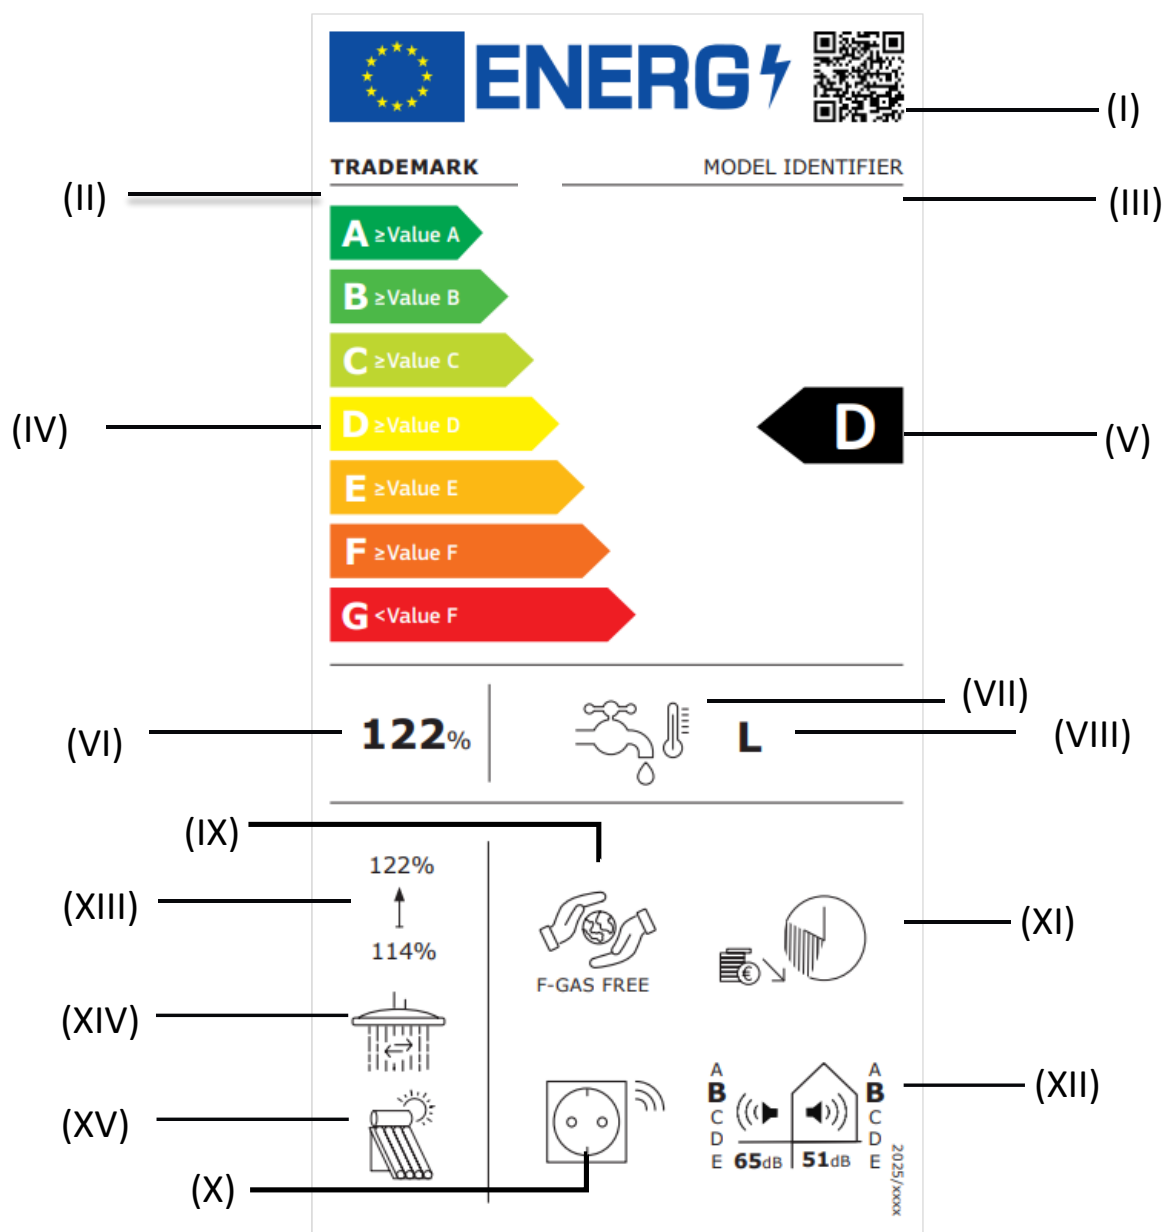 ENERG
(I)
TRADEMARK
MODEL IDENTIFIER
(II)
(III)
A ≥Value A
B ≥Value B
C ≥Value C
(IV)
D ≥Value D
D
(V)
E ≥Value E
F ≥Value F
G <Value F
(VI)
122%
(VII)
L
(VIII)
(IX)
122%
(XIII)
114%
F-GAS FREE
€
(XI)
(XIV)
(XV)
(X)
A
B
C
D
E
65dB
51dB
A
B
C
D
E
(XII)
2025/xxxx